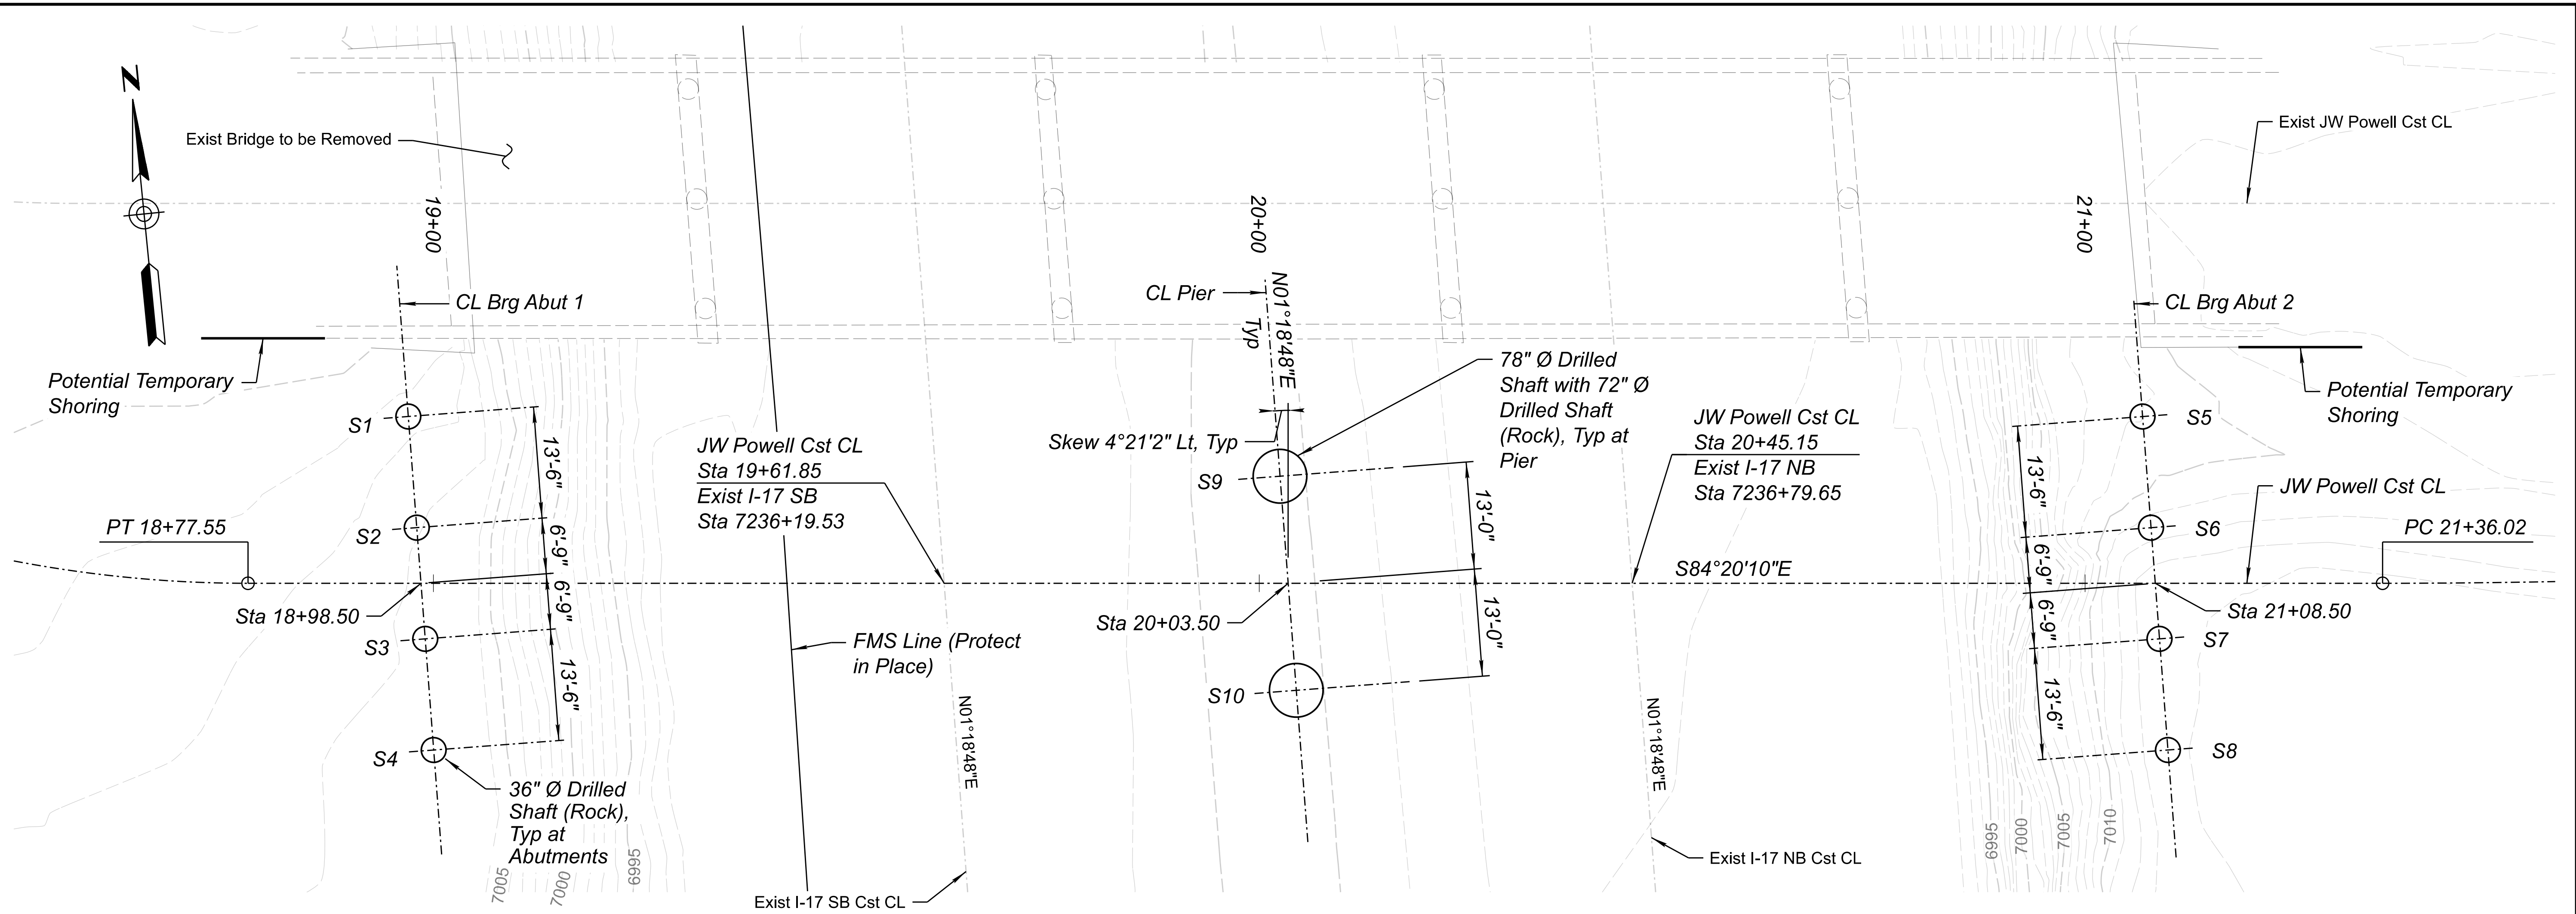 N
Exist Bridge to be Removed
Exist JW Powell Cst CL
19+00
20+00
21+00
CL Brg Abut 1
CL Pier
N01°18'48"E
Typ
CL Brg Abut 2
Potential Temporary
Shoring
78" Ø Drilled
Shaft with 72" Ø
Drilled Shaft
(Rock), Typ at
Pier
Potential Temporary
Shoring
S1
13'-6"
JW Powell Cst CL
Sta 19+61.85
Exist I-17 SB
Sta 7236+19.53
Skew 4°21'2" Lt, Typ
S9
JW Powell Cst CL
Sta 20+45.15
Exist I-17 NB
Sta 7236+79.65
S5
13'-6"
JW Powell Cst CL
PT 18+77.55
S2
6'-9"
13'-0"
6'-9"
S6
PC 21+36.02
S84°20'10"E
Sta 18+98.50
6'-9"
Sta 20+03.50
13'-0"
6'-9"
Sta 21+08.50
S3
13'-6"
FMS Line (Protect
in Place)
S7
S10
13'-6"
S4
N01°18'48"E
N01°18'48"E
S8
36" Ø Drilled
Shaft (Rock),
Typ at
Abutments
7005
7000
6995
Exist I-17 SB Cst CL
Exist I-17 NB Cst CL
6995
7000
7005
7010